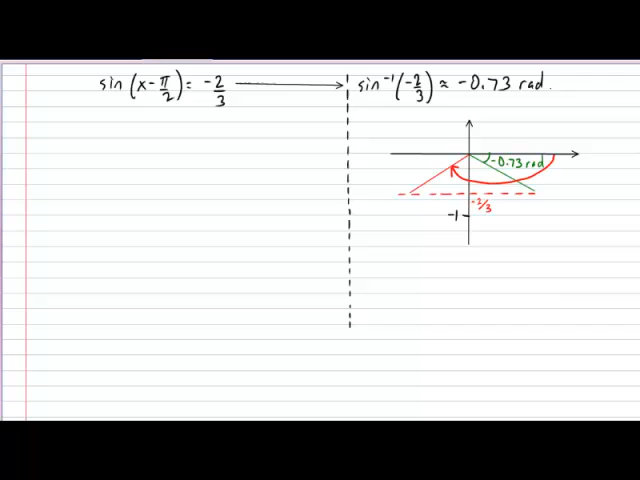 sin(x-π/2) = -2/3 → sin⁻¹(-2/3) ≈ -0.73 rad.
-0.73 rad
-2/3
-1